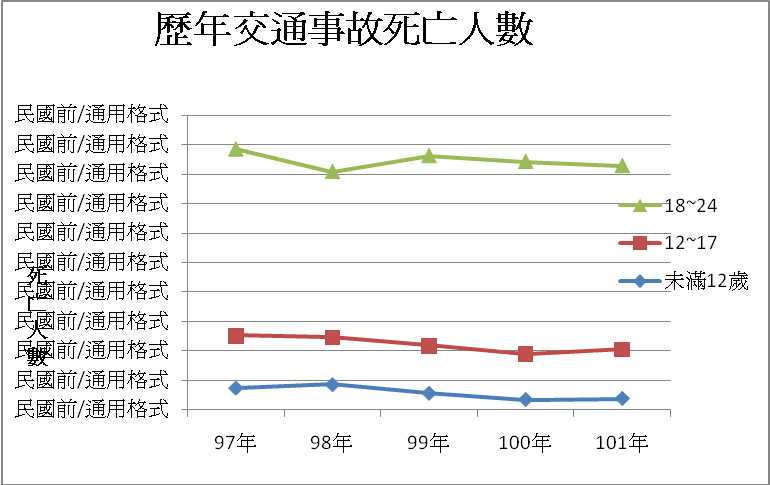 歷年交通事故死亡人數
民國前/通用格式
民國前/通用格式
民國前/通用格式
民國前/通用格式
民國前/通用格式
民國前/通用格式
民國前/通用格式
民國前/通用格式
民國前/通用格式
民國前/通用格式
民國前/通用格式
死亡人數
18~24
12~17
未滿12歲
97年
98年
99年
100年
101年